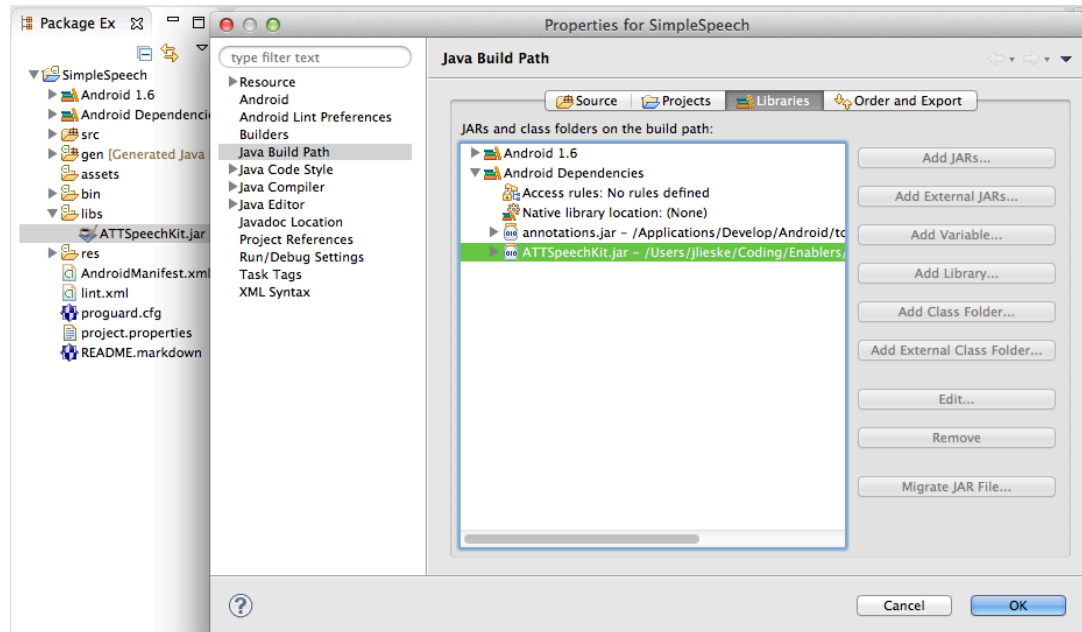 Package Ex
SimpleSpeech
Android 1.6
Android Dependenci
src
gen [Generated Java
assets
bin
libs
ATTSpeechKit.jar
res
AndroidManifest.xml
lint.xml
proguard.cfg
project.properties
README.markdown
Properties for SimpleSpeech
type filter text
Resource
Android
Android Lint Preferences
Builders
Java Build Path
Java Code Style
Java Compiler
Java Editor
Javadoc Location
Project References
Run/Debug Settings
Task Tags
XML Syntax
Java Build Path
Source
Projects
Libraries
Order and Export
JARs and class folders on the build path:
Android 1.6
Android Dependencies
Access rules: No rules defined
Native library location: (None)
annotations.jar – /Applications/Develop/Android/to
ATTSpeechKit.jar – /Users/jlieske/Coding/Enablers/
Add JARs...
Add External JARs...
Add Variable...
Add Library...
Add Class Folder...
Add External Class Folder...
Edit...
Remove
Migrate JAR File...
?
Cancel
OK